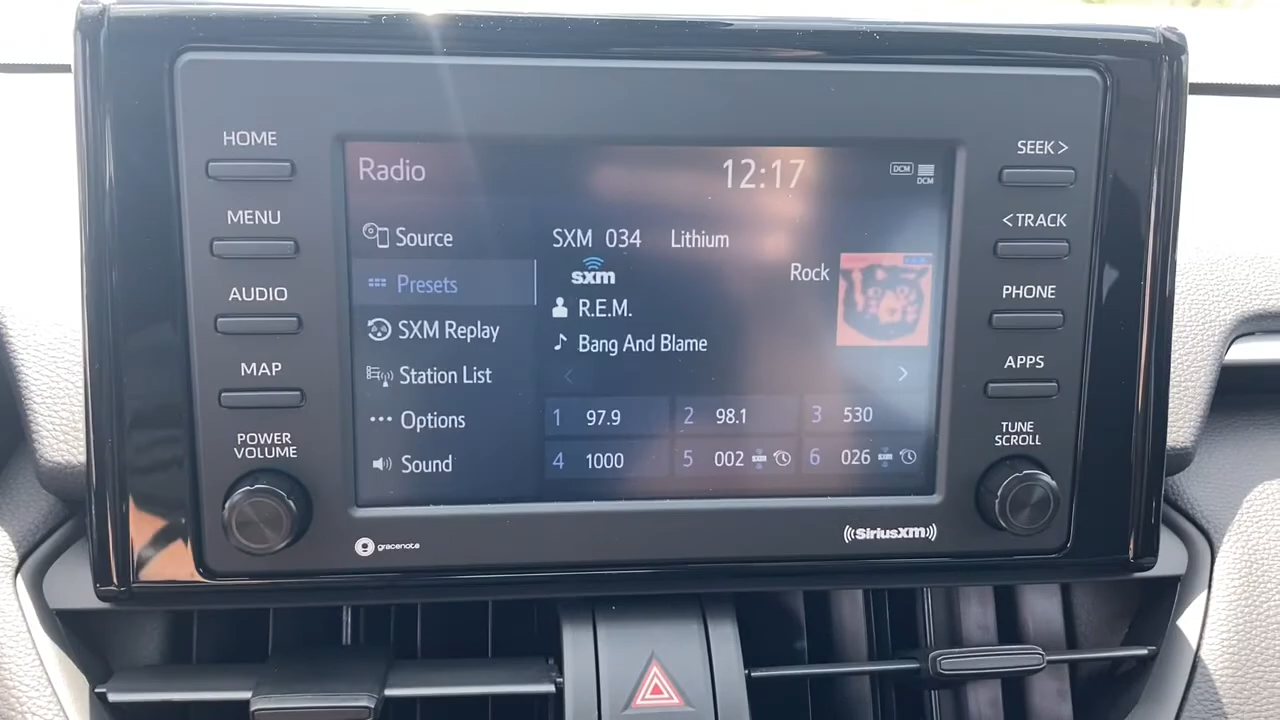 HOME
MENU
AUDIO
MAP
POWER
VOLUME
Radio
12:17
DCM
DCM
Source
Presets
SXM Replay
Station List
Options
Sound
SXM 034 Lithium
sxm
Rock
R.E.M.
Bang And Blame
1 97.9
2 98.1
3 530
4 1000
5 002 sxm
6 026 sxm
SEEK >
< TRACK
PHONE
APPS
TUNE
SCROLL
gracenote
((SiriusXM))